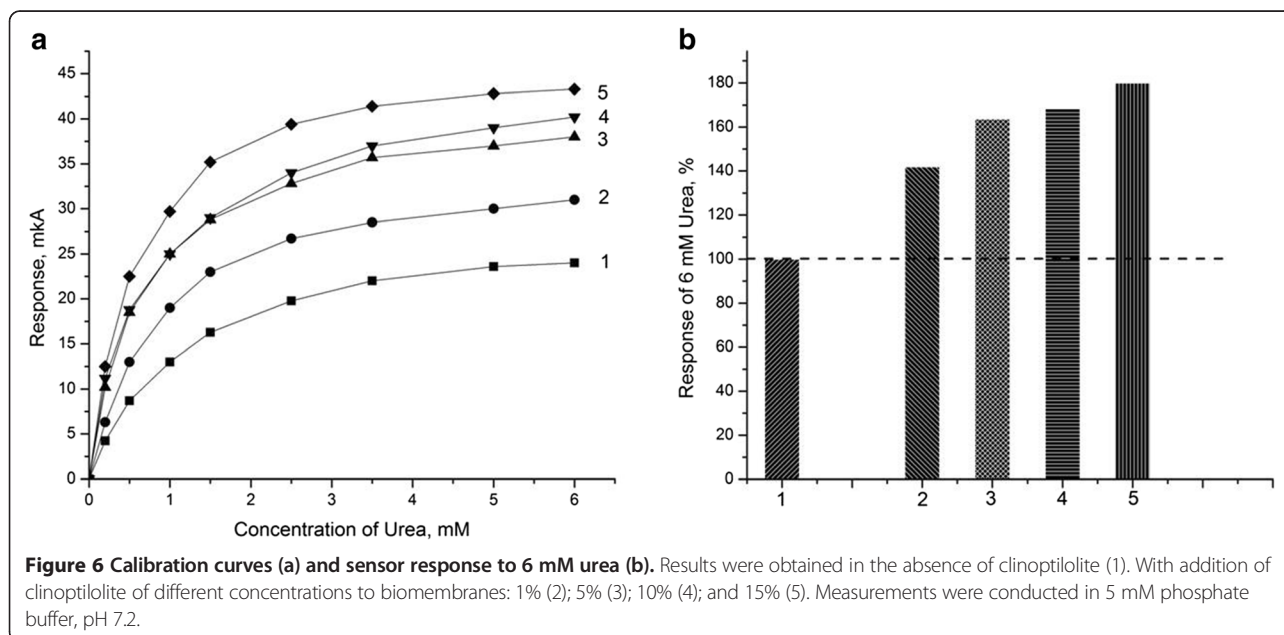 a
45
40
35
30
25
20
15
10
5
0
Response, mkA
0 1 2 3 4 5 6
Concentration of Urea, mM
5
4
3
2
1
b
180
160
140
120
100
80
60
40
20
0
Response of 6 mM Urea, %
1 2 3 4 5
Figure 6 Calibration curves (a) and sensor response to 6 mM urea (b). Results were obtained in the absence of clinoptilolite (1). With addition of
clinoptilolite of different concentrations to biomembranes: 1% (2); 5% (3); 10% (4); and 15% (5). Measurements were conducted in 5 mM phosphate
buffer, pH 7.2.